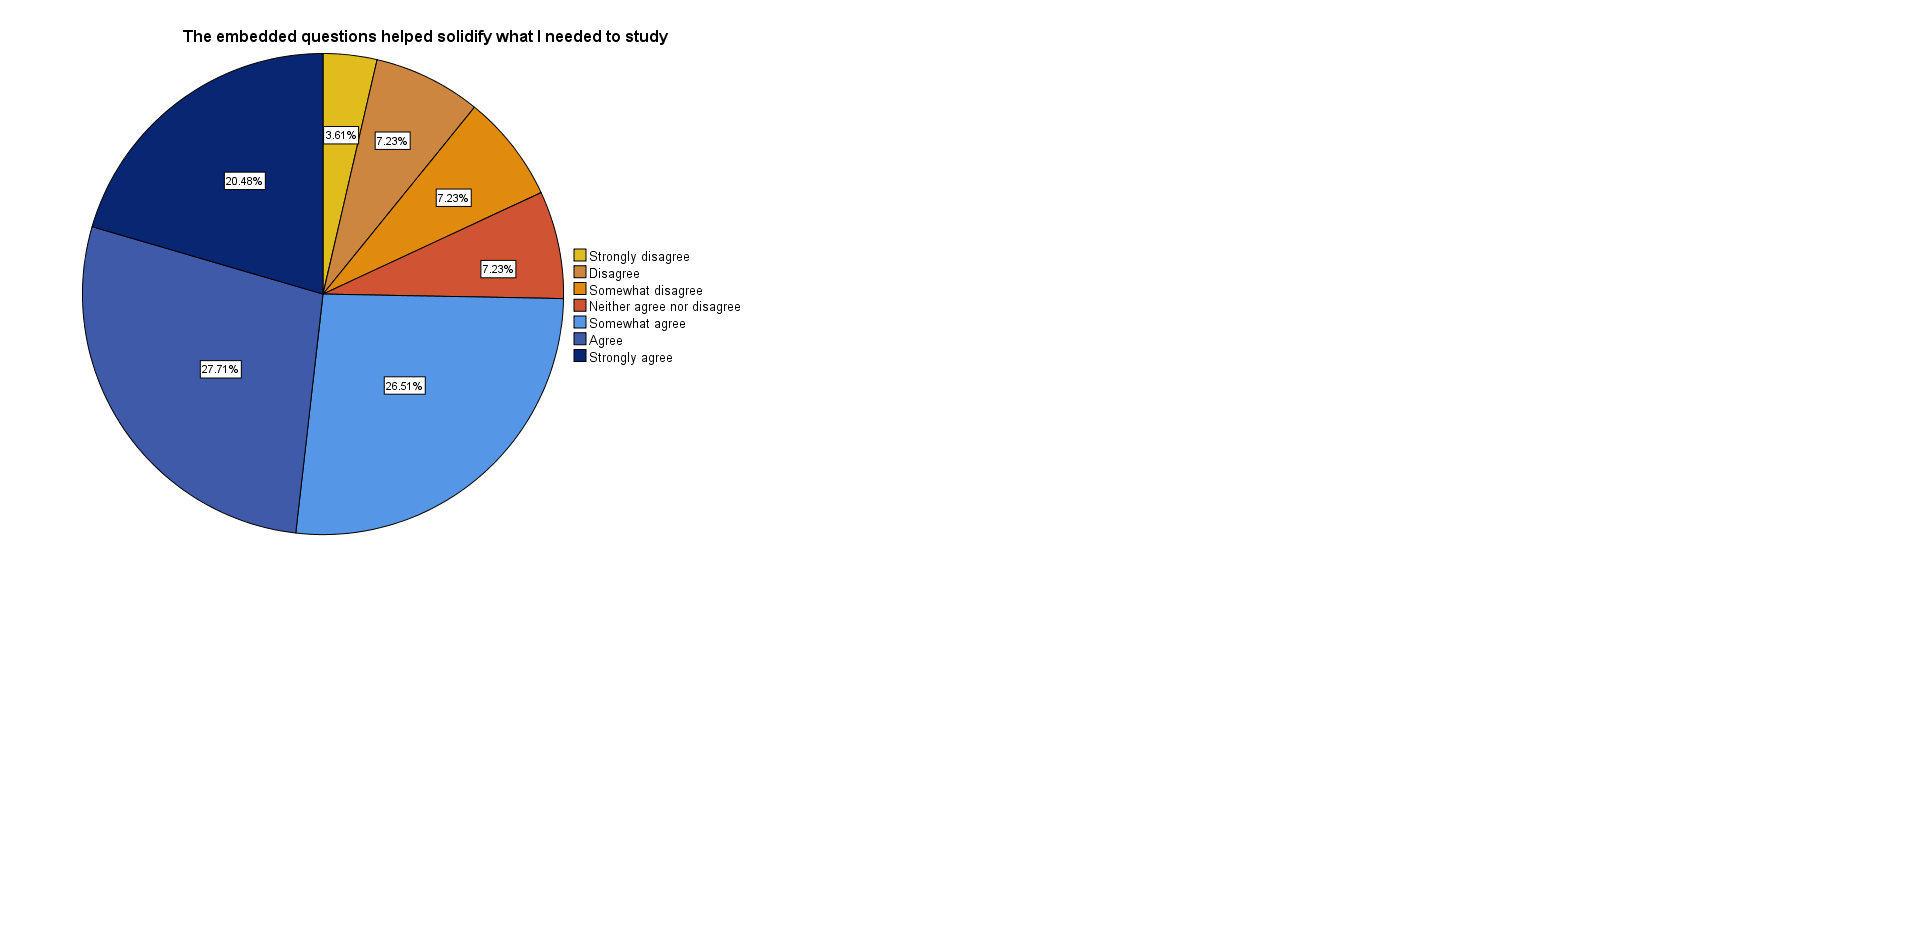 The embedded questions helped solidify what I needed to study
3.61%
7.23%
7.23%
7.23%
26.51%
27.71%
20.48%
Strongly disagree
Disagree
Somewhat disagree
Neither agree nor disagree
Somewhat agree
Agree
Strongly agree